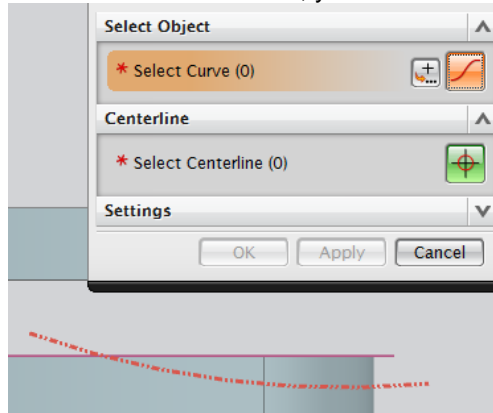 Select Object
* Select Curve (0)
Centerline
* Select Centerline (0)
Settings
OK Apply Cancel